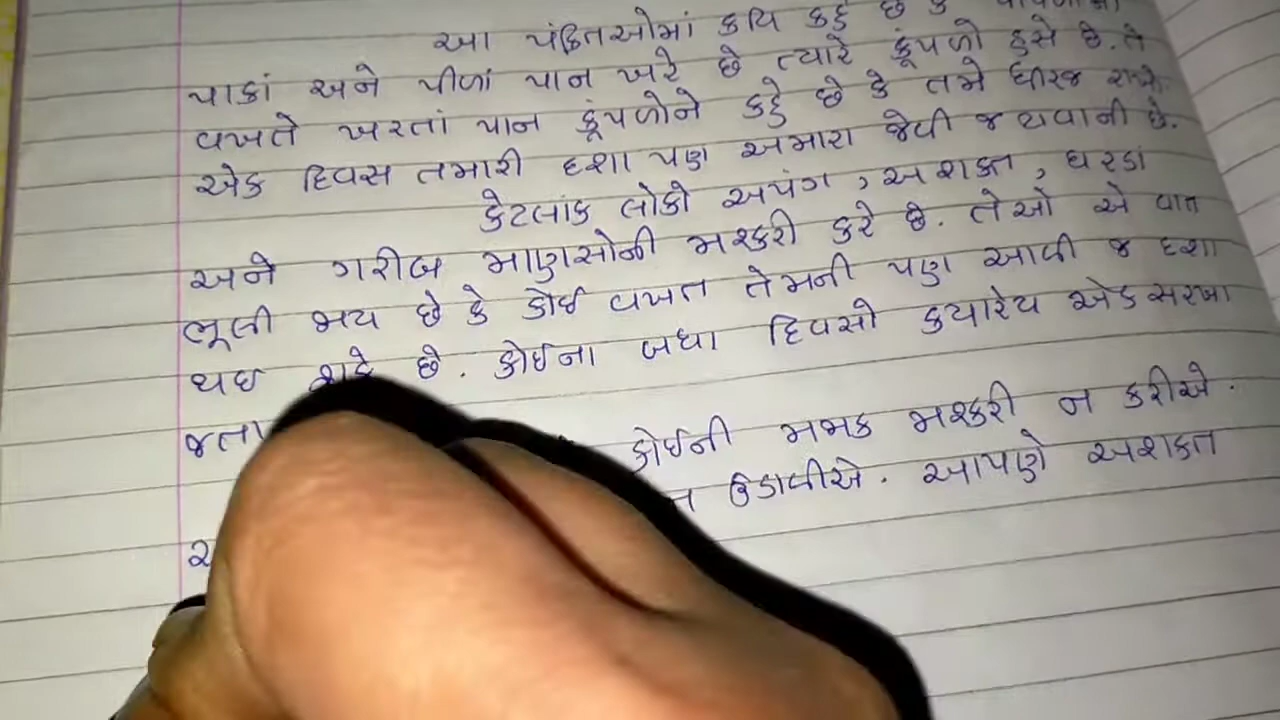 આ પંક્તિઓમાં કવિ કહે છે કે
પાકાં અને પીળાં પાન ખરે છે ત્યારે કૂંપળો હસે છે. તે
વખતે ખરતાં પાન કૂંપળોને કહે છે કે તમે ધીરજ રાખો.
એક દિવસ તમારી દશા પણ અમારા જેવી જ થવાની છે.
કેટલાંક લોકો અપંગ, અશક્ત, ઘરડાં
અને ગરીબ માણસોની મશ્કરી કરે છે. તેઓ એ વાત
ભૂલી જાય છે કે કોઈ વખત તેમની પણ આવી જ દશા
થઈ શકે છે. કોઈના બધા દિવસો ક્યારેય એકસરખા
જતા કોઈની મજાક મશ્કરી ન કરીએ.
ન ઉડાવીએ. આપણે અશક્ત